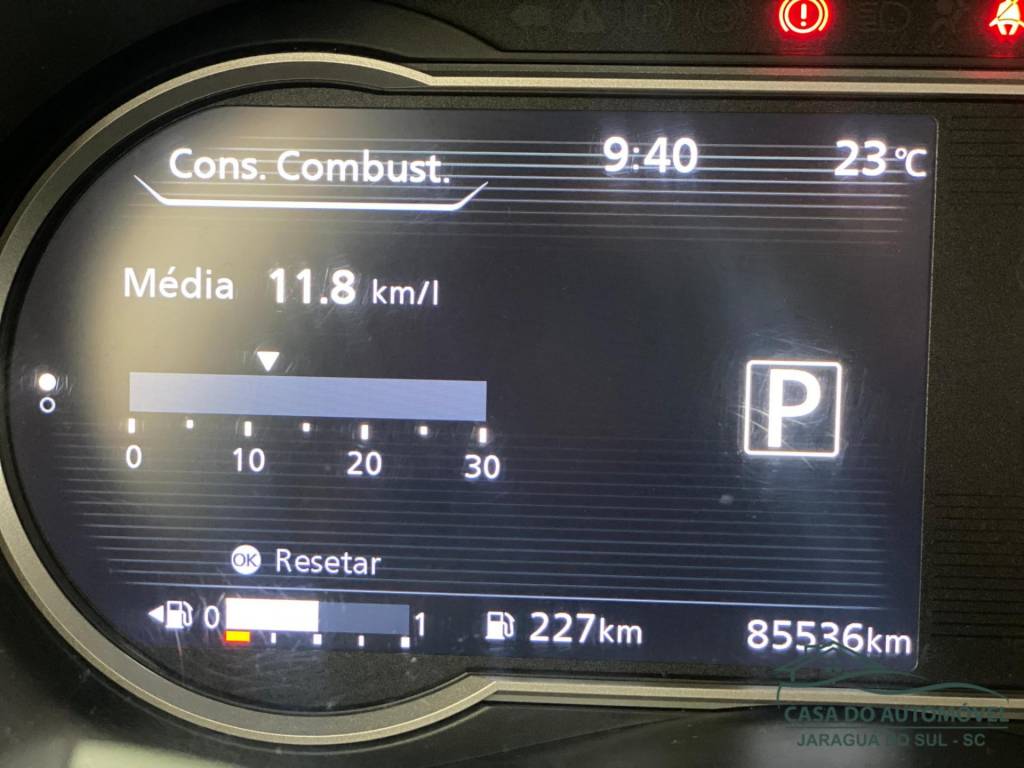 Cons. Combust. 9:40 23°C
Média 11.8 km/l
0 10 20 30
P
OK Resetar
0 1 227km 85536km
CASA DO AUTOMÓVEL
JARAGUA DO SUL - SC